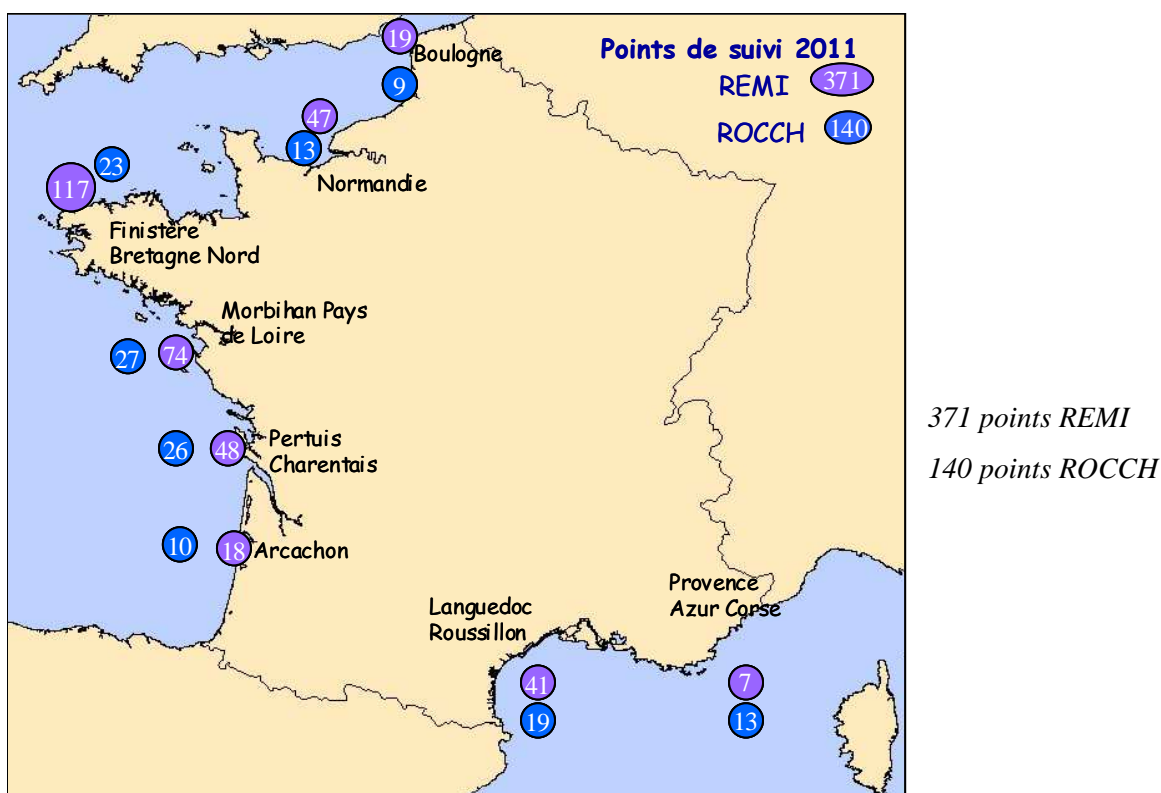 Points de suivi 2011
REMI 371
ROCCH 140
19
Boulogne
9
47
13
Normandie
23
117
Finistère
Bretagne Nord
Morbihan Pays
de Loire
27
74
26
48
Pertuis
Charentais
10
18
Arcachon
Provence
Azur Corse
Languedoc
Roussillon
41
7
19
13
371 points REMI
140 points ROCCH